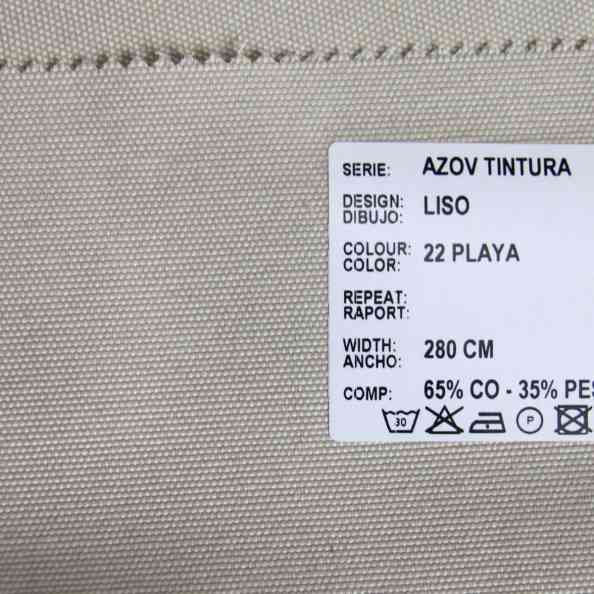 SERIE: AZOV TINTURA
DESIGN:
DIBUJO: LISO
COLOUR:
COLOR: 22 PLAYA
REPEAT:
RAPORT:
WIDTH:
ANCHO: 280 CM
COMP: 65% CO - 35% PES
30 P